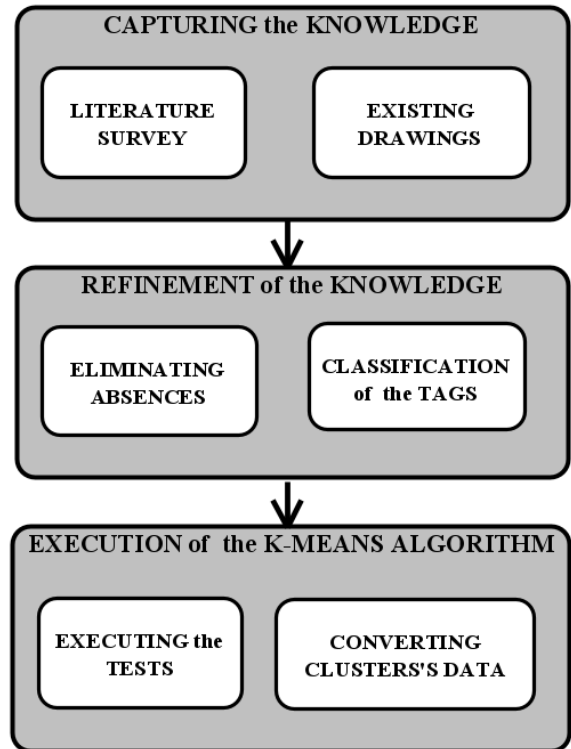 CAPTURING the KNOWLEDGE
LITERATURE
SURVEY
EXISTING
DRAWINGS
REFINEMENT of the KNOWLEDGE
ELIMINATING
ABSENCES
CLASSIFICATION
of the TAGS
EXECUTION of the K-MEANS ALGORITHM
EXECUTING the
TESTS
CONVERTING
CLUSTERS'S DATA